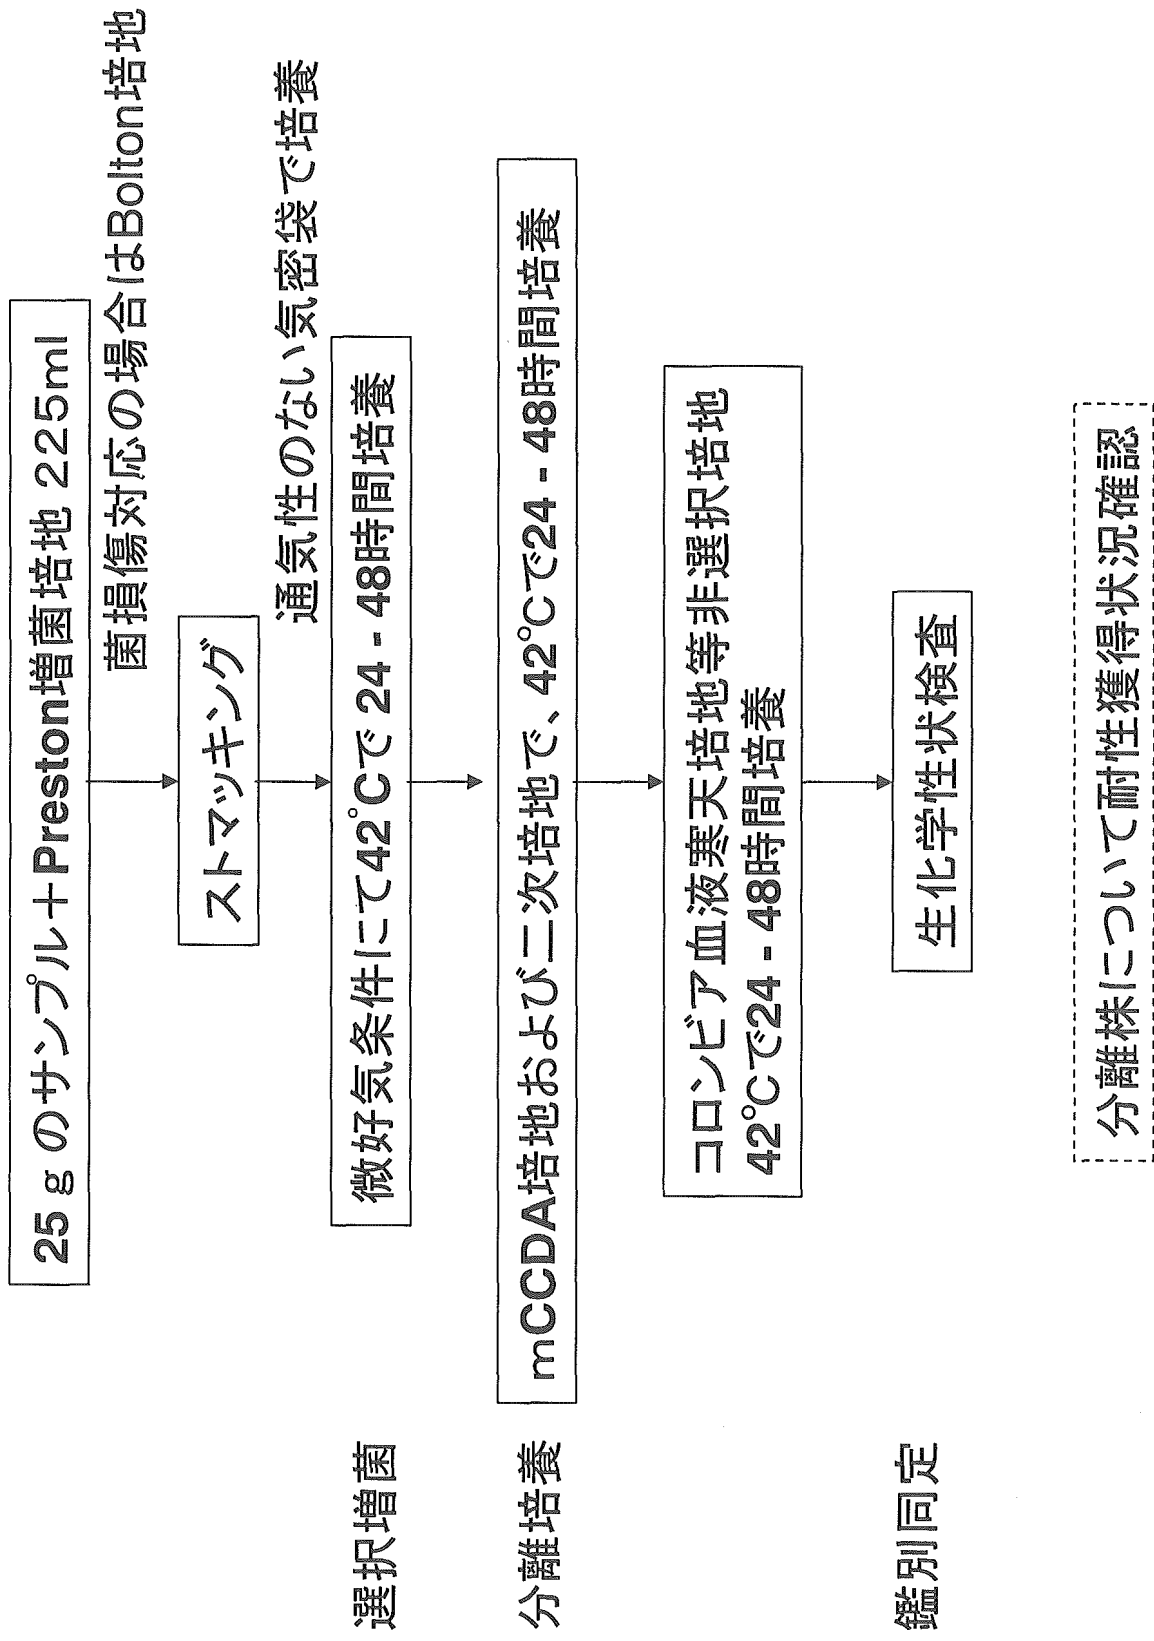 25 g のサンプル＋Preston増菌培地 225ml
菌損傷対応の場合はBolton培地
ストマッキング
通気性のない気密袋で培養
選択増菌
微好気条件にて42℃で 24 - 48時間培養
分離培養
mCCDA培地および二次培地で、42℃で24 - 48時間培養
コロンビア血液寒天培地等非選択培地
42℃で24 - 48時間培養
鑑別同定
生化学性状検査
分離株について耐性獲得状況確認